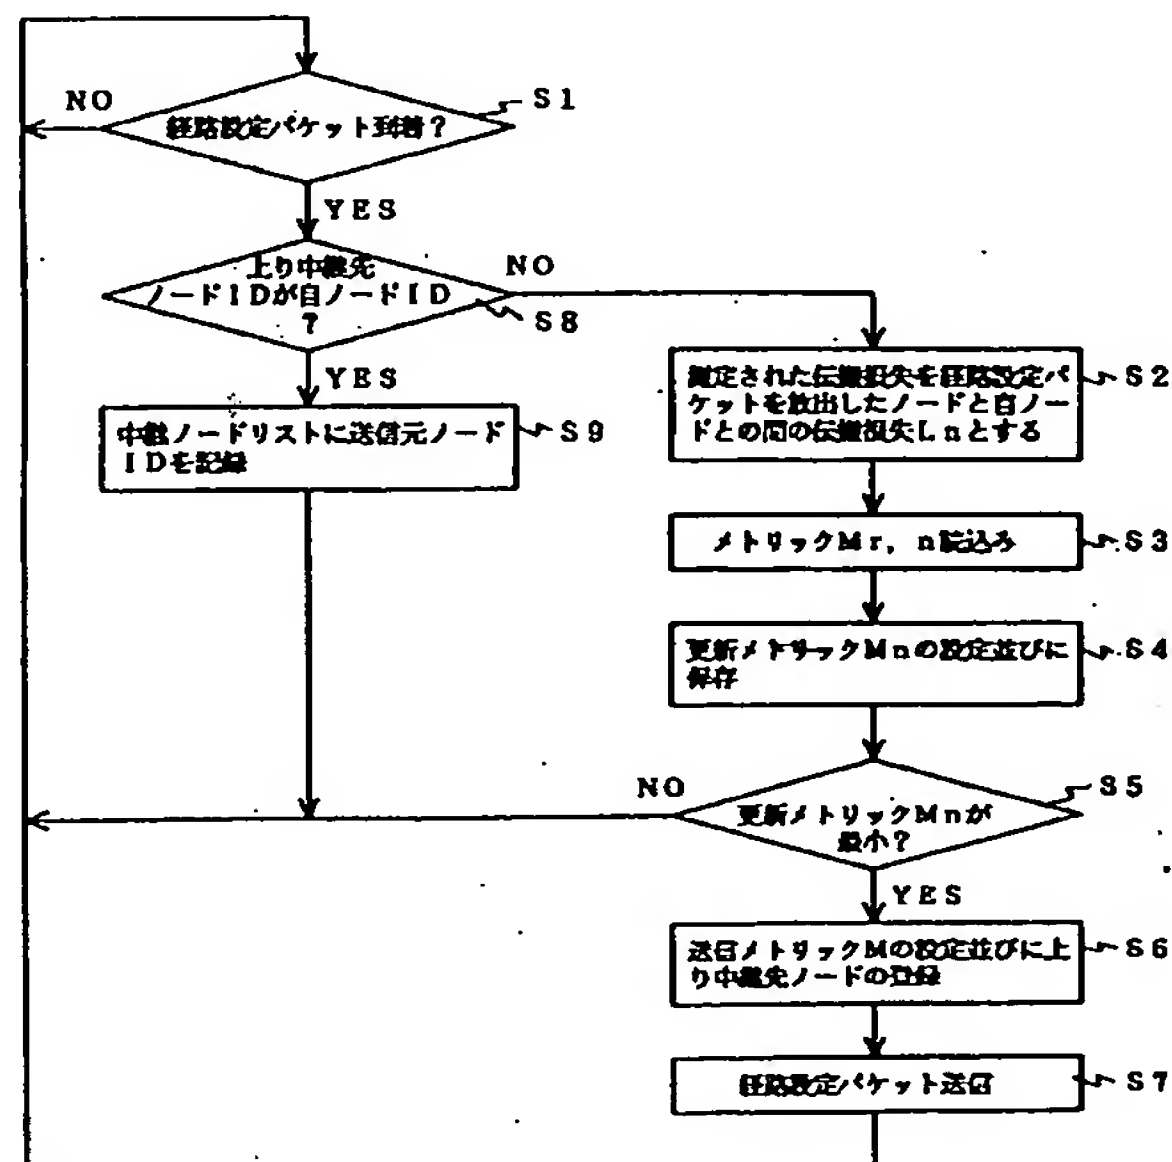 NO
経路設定パケット到着?
S1
YES
上り中継先
ノードIDが自ノードID
?
NO
S8
YES
中継ノードリストに送信元ノード
IDを記録
S9
測定された伝搬損失を経路設定パ
ケットを放出したノードと自ノー
ドとの間の伝搬損失Lnとする
S2
メトリックMr,n読込み
S3
更新メトリックMnの設定並びに
保存
S4
NO
更新メトリックMnが
最小?
S5
YES
送信メトリックMの設定並びに上
り中継先ノードの登録
S6
経路設定パケット送信
S7